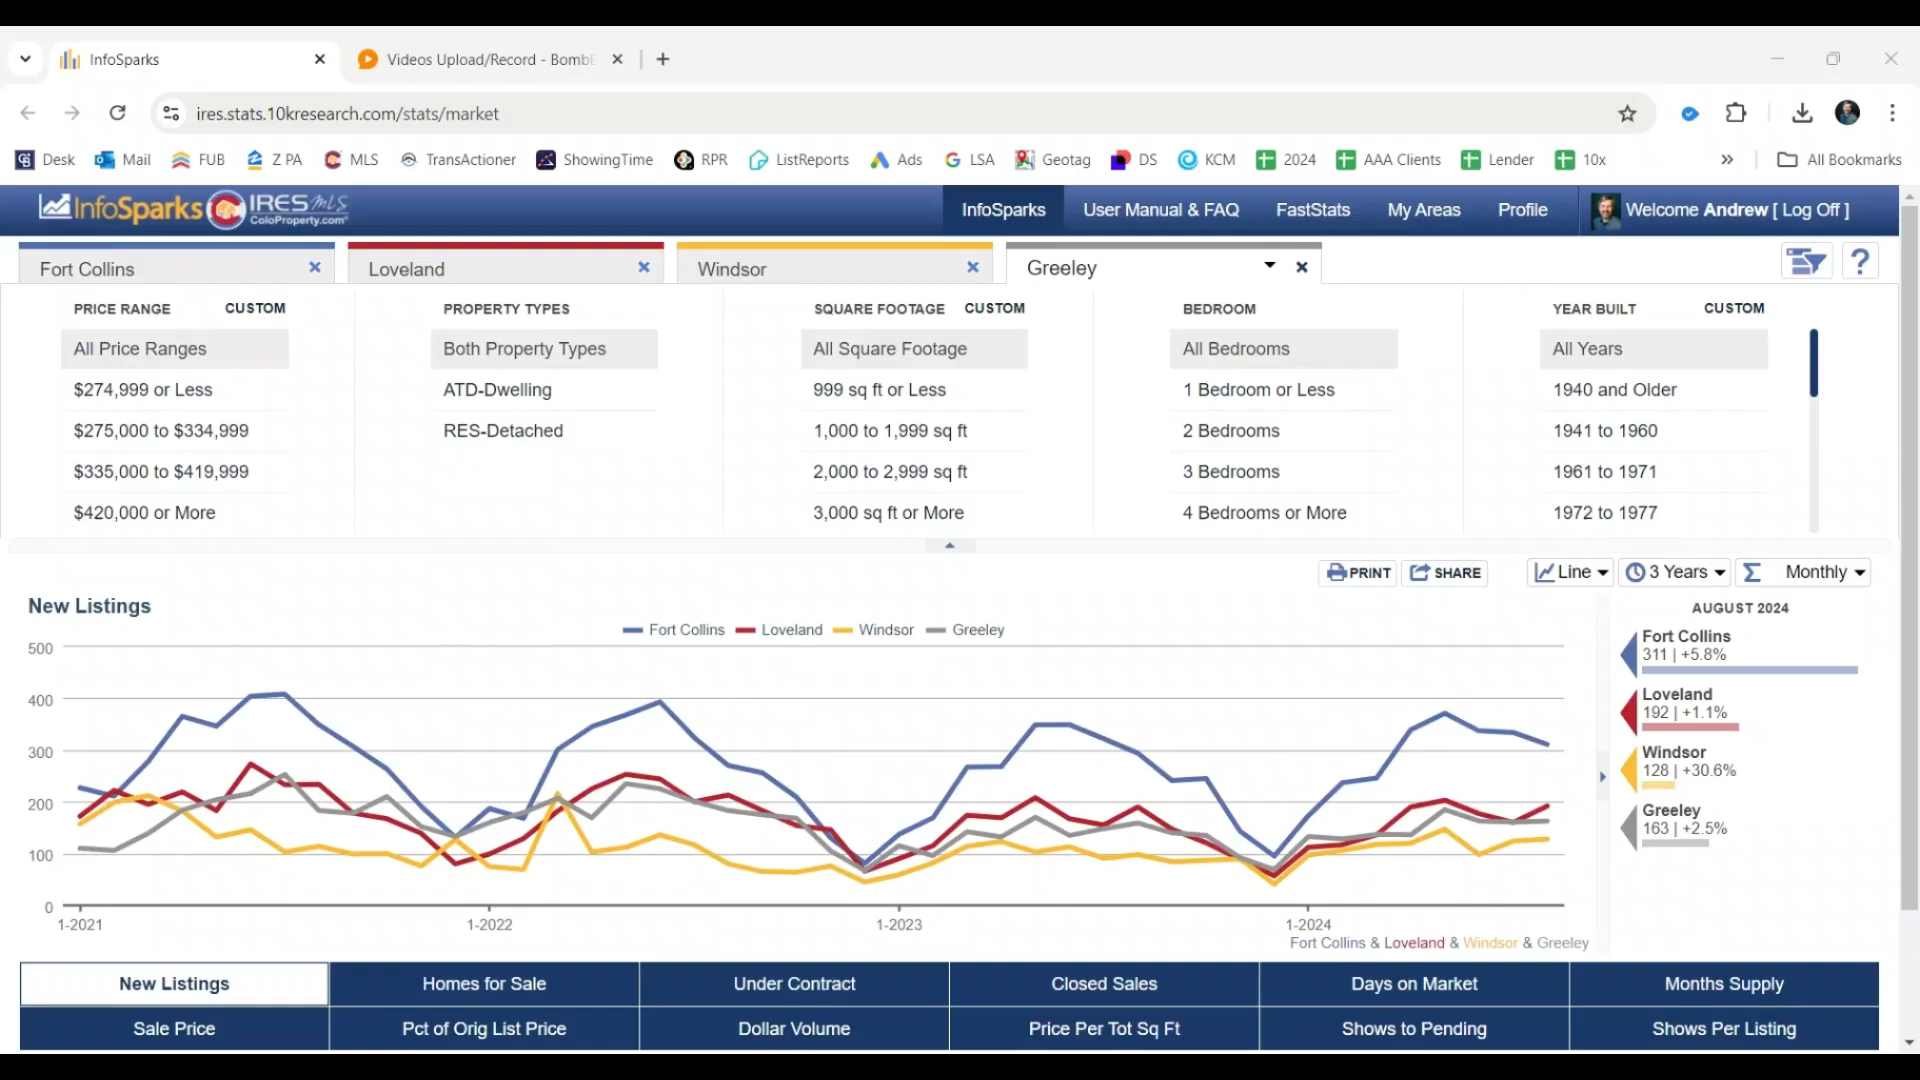 InfoSparks
Videos Upload/Record - BombB
ires.stats.10kresearch.com/stats/market
Desk Mail FUB Z PA MLS TransActioner ShowingTime RPR ListReports Ads LSA Geotag DS KCM 2024 AAA Clients Lender 10x » All Bookmarks
InfoSparks IRES MLS
ColoProperty.com
InfoSparks User Manual & FAQ FastStats My Areas Profile Welcome Andrew [ Log Off ]
Fort Collins Loveland Windsor Greeley ?
PRICE RANGE CUSTOM PROPERTY TYPES SQUARE FOOTAGE CUSTOM BEDROOM YEAR BUILT CUSTOM
All Price Ranges Both Property Types All Square Footage All Bedrooms All Years
$274,999 or Less ATD-Dwelling 999 sq ft or Less 1 Bedroom or Less 1940 and Older
$275,000 to $334,999 RES-Detached 1,000 to 1,999 sq ft 2 Bedrooms 1941 to 1960
$335,000 to $419,999 2,000 to 2,999 sq ft 3 Bedrooms 1961 to 1971
$420,000 or More 3,000 sq ft or More 4 Bedrooms or More 1972 to 1977
PRINT SHARE Line 3 Years Σ Monthly
New Listings
Fort Collins Loveland Windsor Greeley
500
400
300
200
100
0
1-2021 1-2022 1-2023 1-2024
Fort Collins & Loveland & Windsor & Greeley
AUGUST 2024
Fort Collins
311 | +5.8%
Loveland
192 | +1.1%
Windsor
128 | +30.6%
Greeley
163 | +2.5%
New Listings Homes for Sale Under Contract Closed Sales Days on Market Months Supply
Sale Price Pct of Orig List Price Dollar Volume Price Per Tot Sq Ft Shows to Pending Shows Per Listing